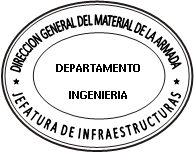 DIRECCION GENERAL DEL MATERIAL DE LA ARMADA
DEPARTAMENTO
INGENIERIA
JEFATURA DE INFRAESTRUCTURAS